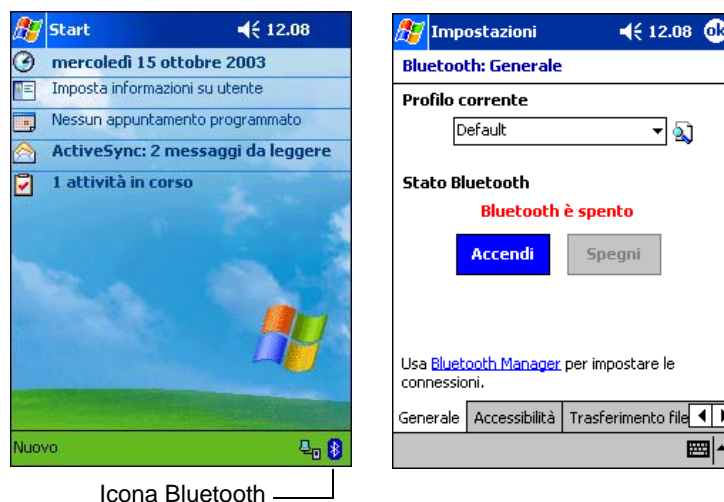 Start 12.08
mercoledì 15 ottobre 2003
Imposta informazioni su utente
Nessun appuntamento programmato
ActiveSync: 2 messaggi da leggere
1 attività in corso
Nuovo
Icona Bluetooth
Impostazioni 12.08 ok
Bluetooth: Generale
Profilo corrente
Default
Stato Bluetooth
Bluetooth è spento
Accendi Spegni
Usa Bluetooth Manager per impostare le
connessioni.
Generale Accessibilità Trasferimento file